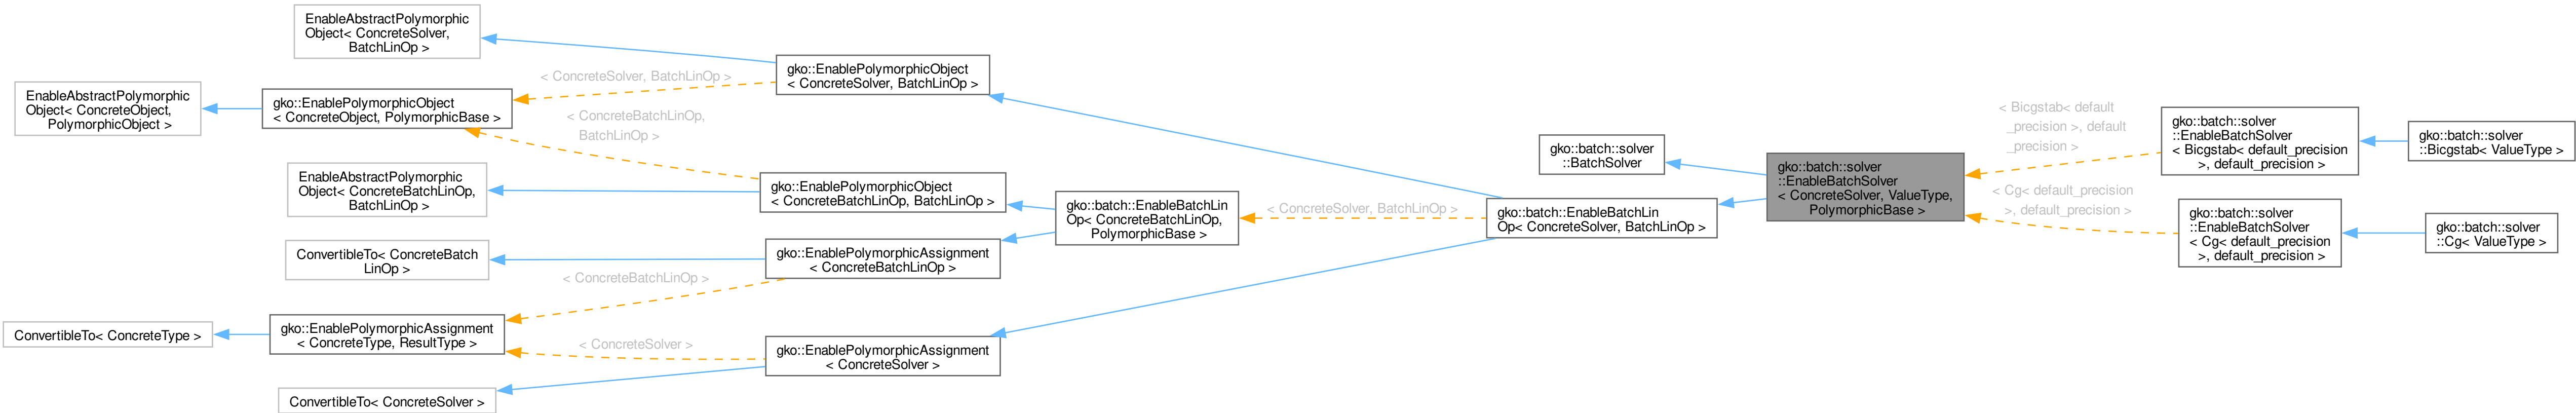 EnableAbstractPolymorphic
Object< ConcreteSolver,
BatchLinOp >
EnableAbstractPolymorphic
Object< ConcreteObject,
PolymorphicObject >
gko::EnablePolymorphicObject
< ConcreteObject, PolymorphicBase >
< ConcreteSolver, BatchLinOp >
gko::EnablePolymorphicObject
< ConcreteSolver, BatchLinOp >
< ConcreteBatchLinOp,
BatchLinOp >
EnableAbstractPolymorphic
Object< ConcreteBatchLinOp,
BatchLinOp >
gko::EnablePolymorphicObject
< ConcreteBatchLinOp, BatchLinOp >
ConvertibleTo< ConcreteBatch
LinOp >
gko::EnablePolymorphicAssignment
< ConcreteBatchLinOp >
< ConcreteBatchLinOp >
ConvertibleTo< ConcreteType >
gko::EnablePolymorphicAssignment
< ConcreteType, ResultType >
< ConcreteSolver >
gko::EnablePolymorphicAssignment
< ConcreteSolver >
ConvertibleTo< ConcreteSolver >
gko::batch::EnableBatchLin
Op< ConcreteBatchLinOp,
PolymorphicBase >
< ConcreteSolver, BatchLinOp >
gko::batch::solver
::BatchSolver
gko::batch::EnableBatchLin
Op< ConcreteSolver, BatchLinOp >
gko::batch::solver
::EnableBatchSolver
< ConcreteSolver, ValueType,
PolymorphicBase >
< Bicgstab< default
_precision >, default
_precision >
< Cg< default_precision
>, default_precision >
gko::batch::solver
::EnableBatchSolver
< Bicgstab< default_precision
>, default_precision >
gko::batch::solver
::Bicgstab< ValueType >
gko::batch::solver
::EnableBatchSolver
< Cg< default_precision
>, default_precision >
gko::batch::solver
::Cg< ValueType >